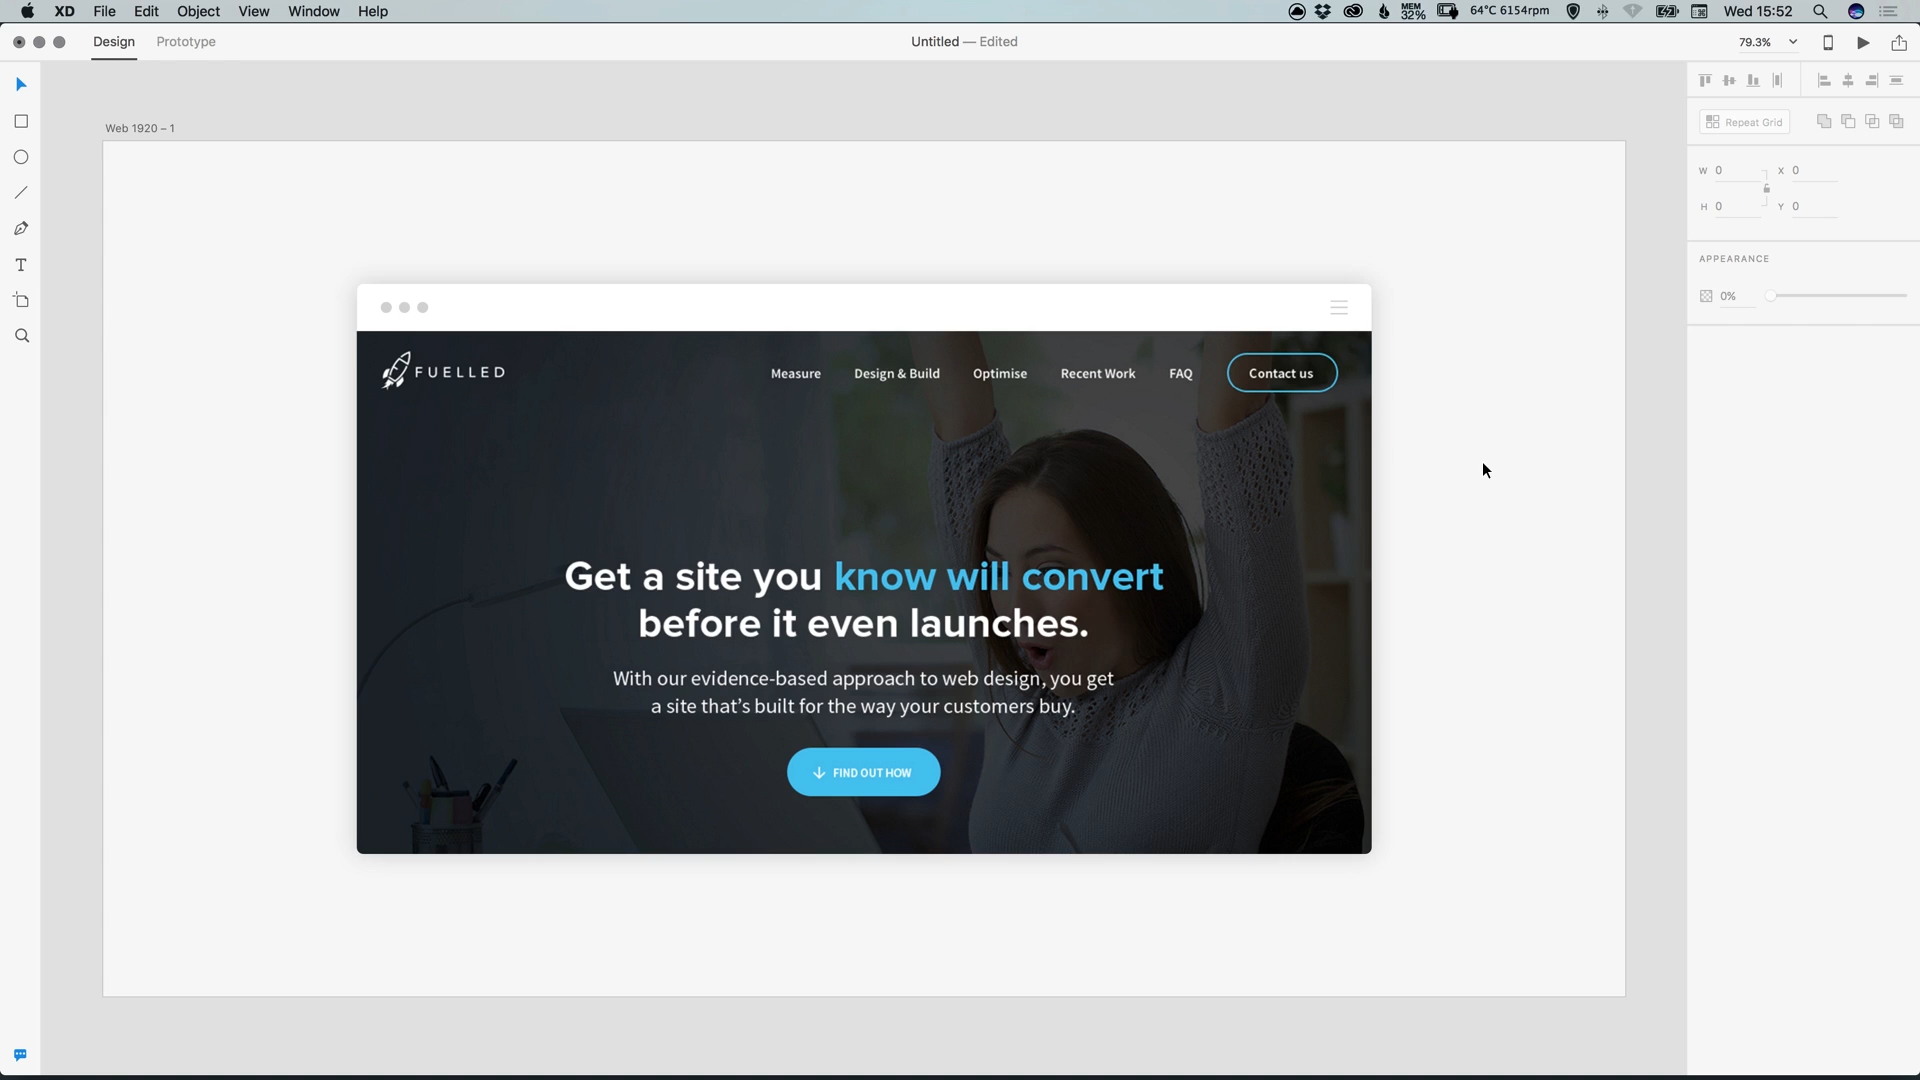 XD File Edit Object View Window Help MEM 32% 64°C 6154rpm Wed 15:52
Design Prototype Untitled — Edited 79.3%
Web 1920 – 1
Repeat Grid
W 0 X 0
H 0 Y 0
APPEARANCE
0%
FUELLED Measure Design & Build Optimise Recent Work FAQ Contact us
Get a site you know will convert
before it even launches.
With our evidence-based approach to web design, you get
a site that’s built for the way your customers buy.
FIND OUT HOW